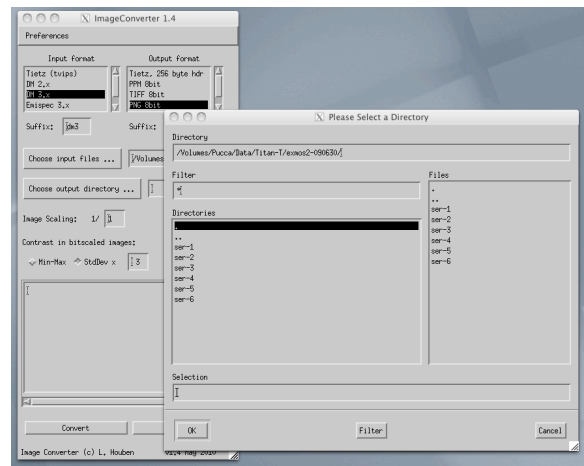 X ImageConverter 1.4
Preferences
Input format
Output format
Tietz (tvips)
DM 2.x
DM 3.x
Emispec 3.x
Tietz, 256 byte hdr
PPM 8bit
TIFF 8bit
PNG 8bit
Suffix: dm3
Suffix:
Choose input files ...
/Volumes
Choose output directory ...
Image Scaling: 1/ 1
Contrast in bitscaled images:
Min-Max
StdDev x
3
Convert
Image Converter (c) L. Houben
v1.4 May 2010
X Please Select a Directory
Directory
/Volumes/Pucca/Data/Titan-T/exmos2-090630/
Filter
*
Directories
.
..
ser-1
ser-2
ser-3
ser-4
ser-5
ser-6
Files
.
..
ser-1
ser-2
ser-3
ser-4
ser-5
ser-6
Selection
OK
Filter
Cancel